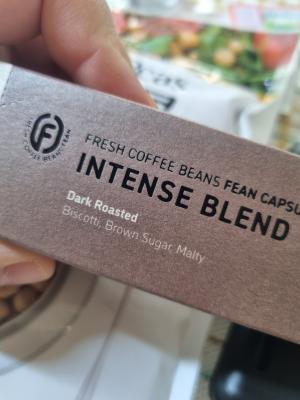 FRESH COFFEE BEANS FEAN CAPSU
INTENSE BLEND
Dark Roasted
Biscotti, Brown Sugar, Malty